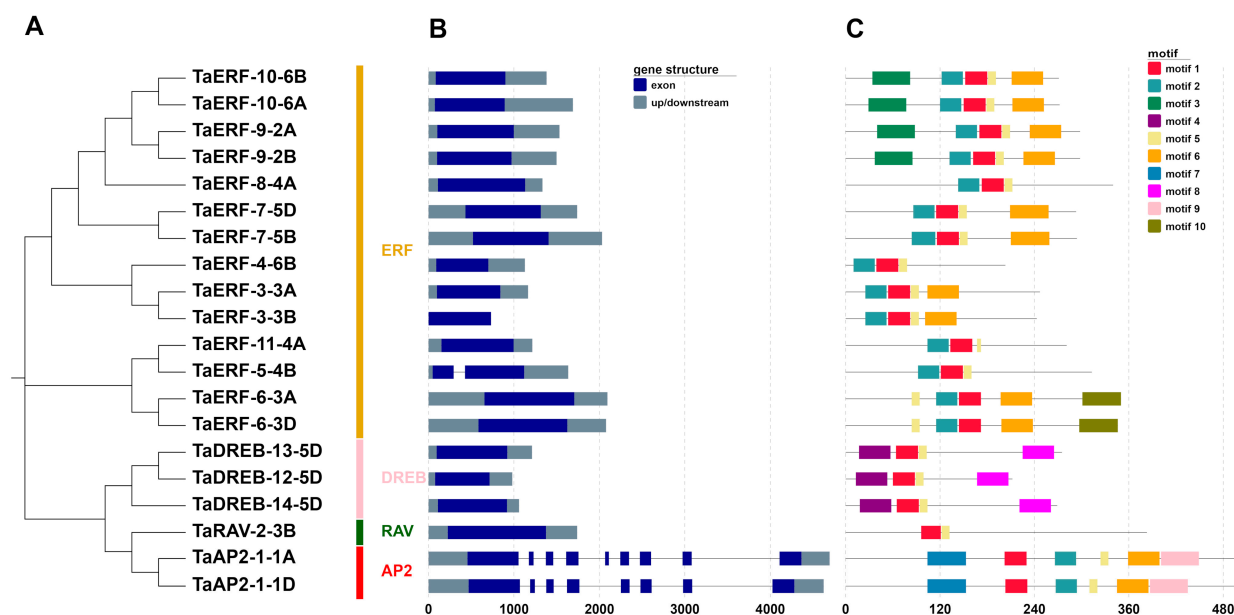 A
B
C
TaERF-10-6B
TaERF-10-6A
TaERF-9-2A
TaERF-9-2B
TaERF-8-4A
TaERF-7-5D
TaERF-7-5B
TaERF-4-6B
TaERF-3-3A
TaERF-3-3B
TaERF-11-4A
TaERF-5-4B
TaERF-6-3A
TaERF-6-3D
TaDREB-13-5D
TaDREB-12-5D
TaDREB-14-5D
TaRAV-2-3B
TaAP2-1-1A
TaAP2-1-1D
ERF
DREB
RAV
AP2
gene structure
exon
up/downstream
0 1000 2000 3000 4000
motif
motif 1
motif 2
motif 3
motif 4
motif 5
motif 6
motif 7
motif 8
motif 9
motif 10
0 120 240 360 480